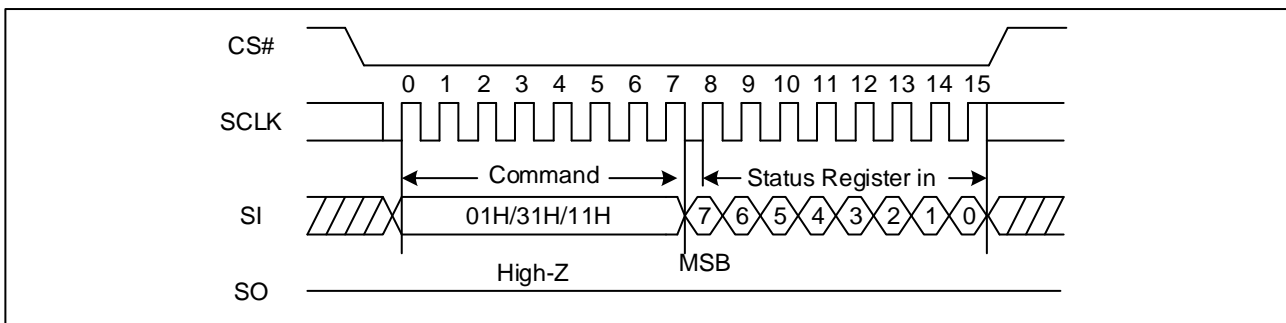 CS#
0 1 2 3 4 5 6 7 8 9 10 11 12 13 14 15
SCLK
Command Status Register in
SI 01H/31H/11H 7 6 5 4 3 2 1 0
High-Z MSB
SO